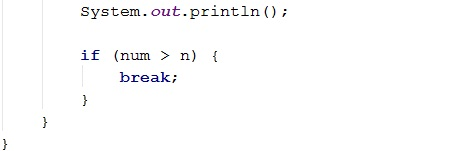 System.out.println();
if (num > n) {
break;
}
}
}